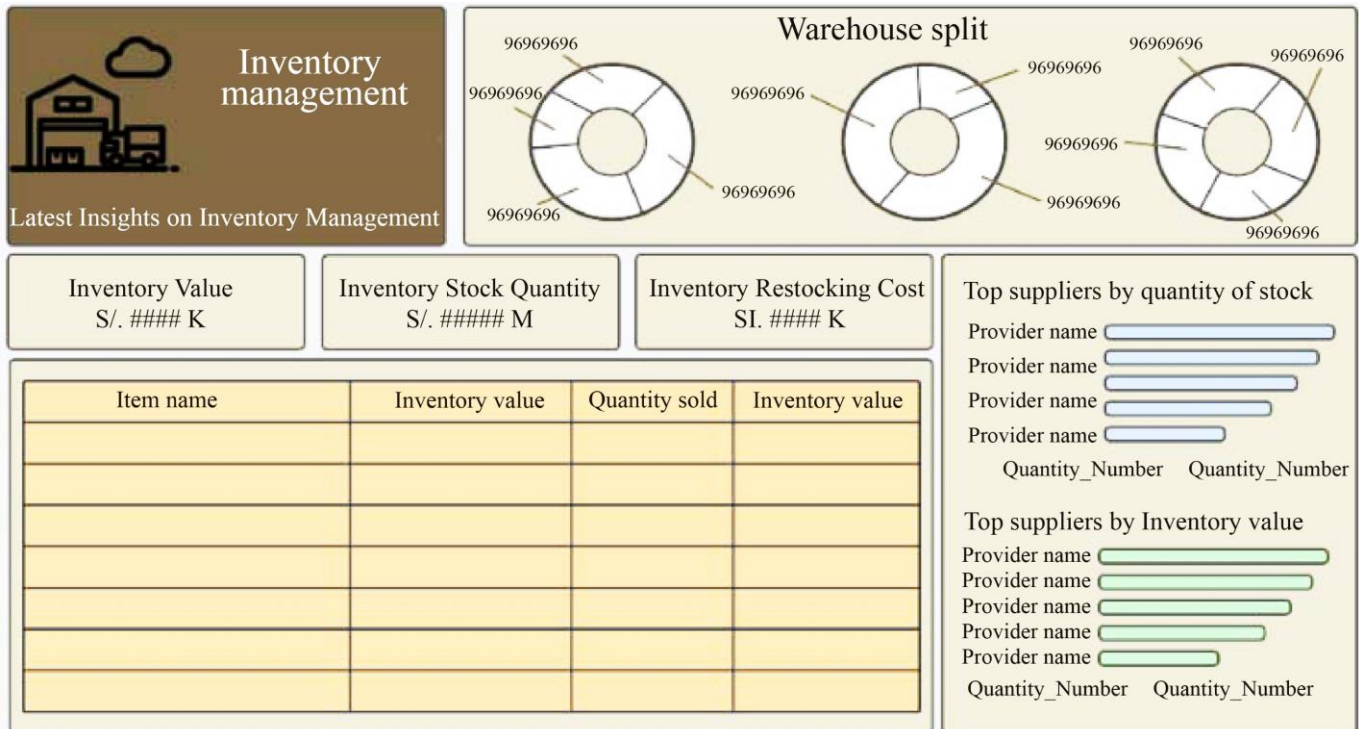 Inventory
management
Latest Insights on Inventory Management
Warehouse split
96969696
96969696
96969696
96969696
96969696
96969696
96969696
96969696
96969696
96969696
96969696
Inventory Value
S/. #### K
Inventory Stock Quantity
S/. ##### M
Inventory Restocking Cost
SI. #### K
Item name Inventory value Quantity sold Inventory value
Top suppliers by quantity of stock
Provider name
Provider name
Provider name
Provider name
Quantity_Number Quantity_Number
Top suppliers by Inventory value
Provider name
Provider name
Provider name
Provider name
Provider name
Quantity_Number Quantity_Number